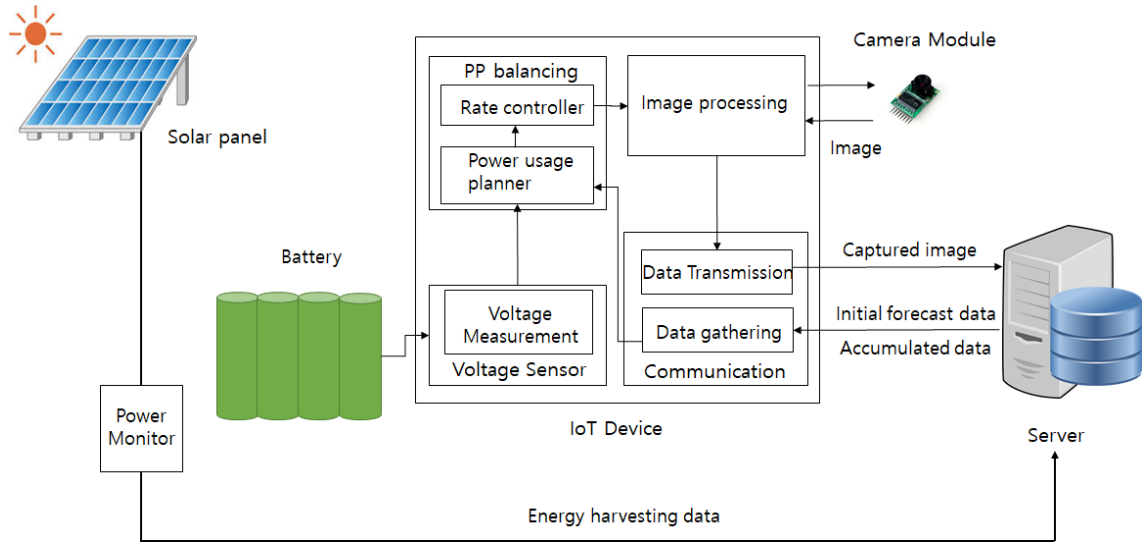 Solar panel
PP balancing
Rate controller
Power usage
planner
Image processing
Camera Module
Image
Battery
Voltage
Measurement
Voltage Sensor
Data Transmission
Data gathering
Communication
IoT Device
Captured image
Initial forecast data
Accumulated data
Server
Power
Monitor
Energy harvesting data